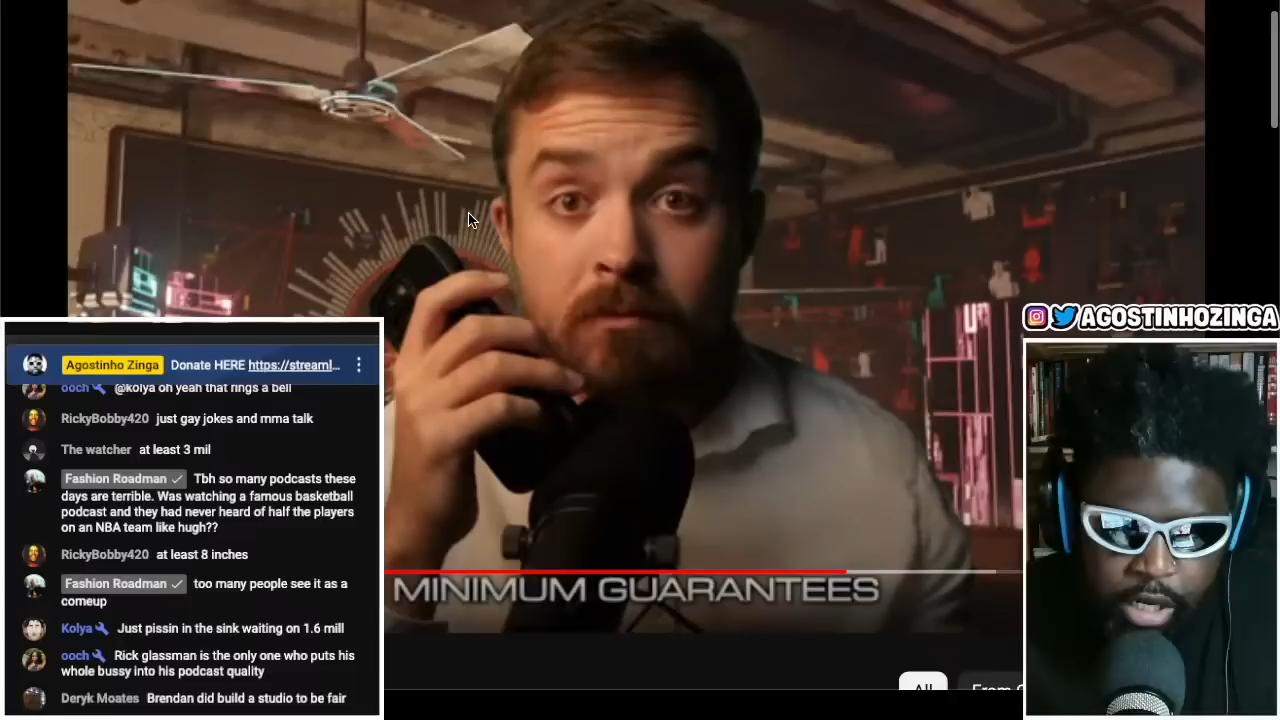 AGOSTINHOZINGA
Agostinho Zinga Donate HERE https://streaml...
ooch @kolya oh yeah that rings a bell
RickyBobby420 just gay jokes and mma talk
The watcher at least 3 mil
Fashion Roadman Tbh so many podcasts these
days are terrible. Was watching a famous basketball
podcast and they had never heard of half the players
on an NBA team like hugh??
RickyBobby420 at least 8 inches
Fashion Roadman too many people see it as a
comeup
Kolya Just pissin in the sink waiting on 1.6 mill
ooch Rick glassman is the only one who puts his
whole bussy into his podcast quality
Deryk Moates Brendan did build a studio to be fair
MINIMUM GUARANTEES
All